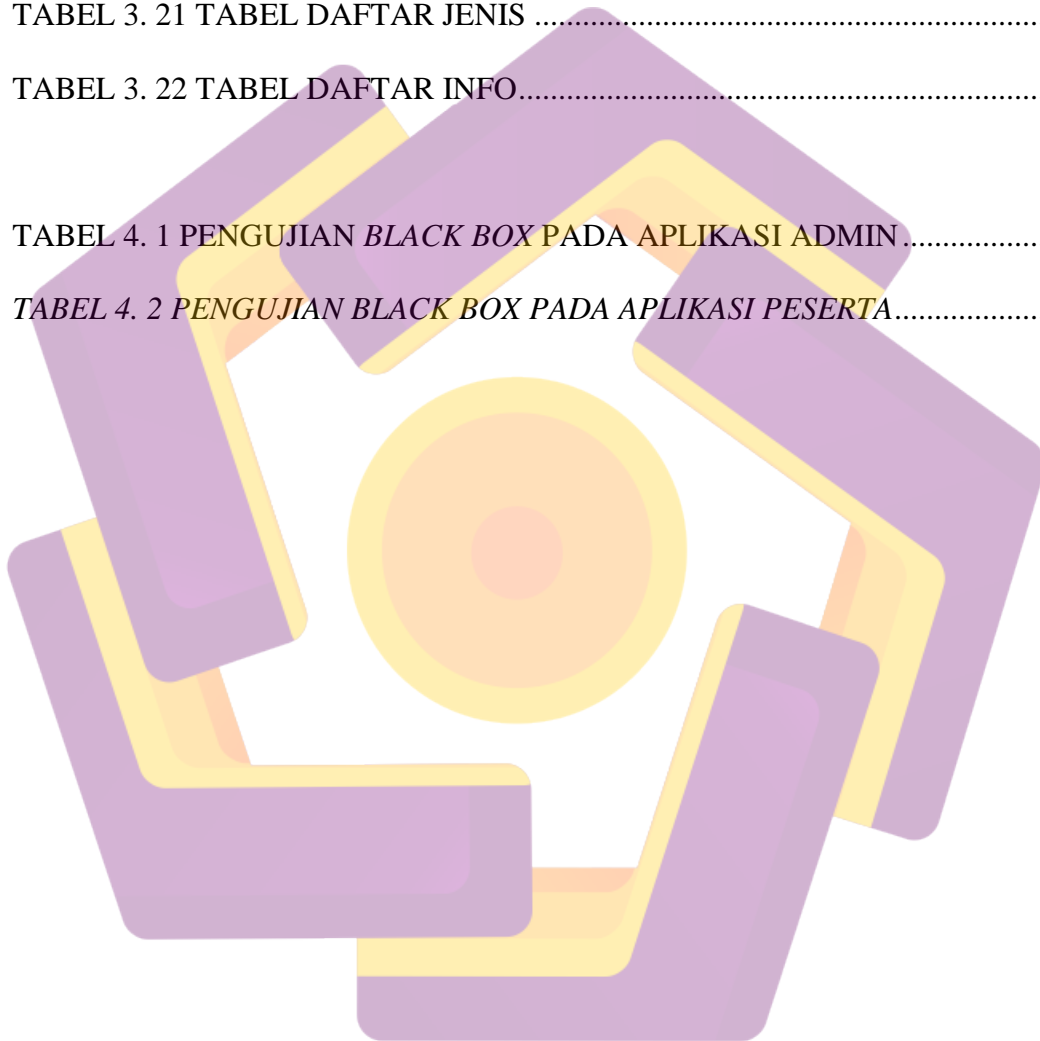 TABEL 3. 21 TABEL DAFTAR JENIS ........................................................
TABEL 3. 22 TABEL DAFTAR INFO..........................................................
TABEL 4. 1 PENGUJIAN BLACK BOX PADA APLIKASI ADMIN ...............
TABEL 4. 2 PENGUJIAN BLACK BOX PADA APLIKASI PESERTA................